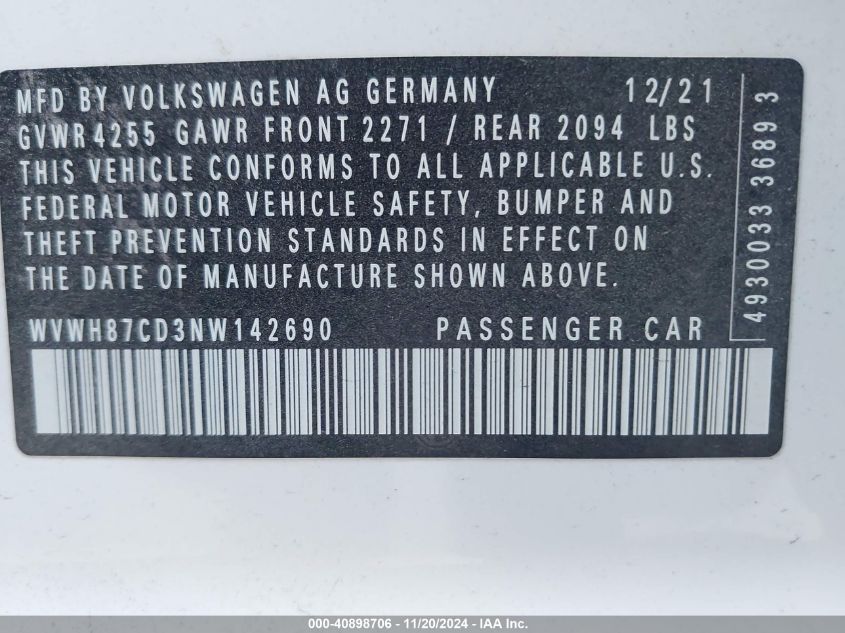 MFD BY VOLKSWAGEN AG GERMANY 12/21
GVWR 4255 GAWR FRONT 2271 / REAR 2094 LBS
THIS VEHICLE CONFORMS TO ALL APPLICABLE U.S.
FEDERAL MOTOR VEHICLE SAFETY, BUMPER AND
THEFT PREVENTION STANDARDS IN EFFECT ON
THE DATE OF MANUFACTURE SHOWN ABOVE.
WVWH87CD3NW142690 PASSENGER CAR
4930033 3689 3
000-40898706 - 11/20/2024 - IAA Inc.